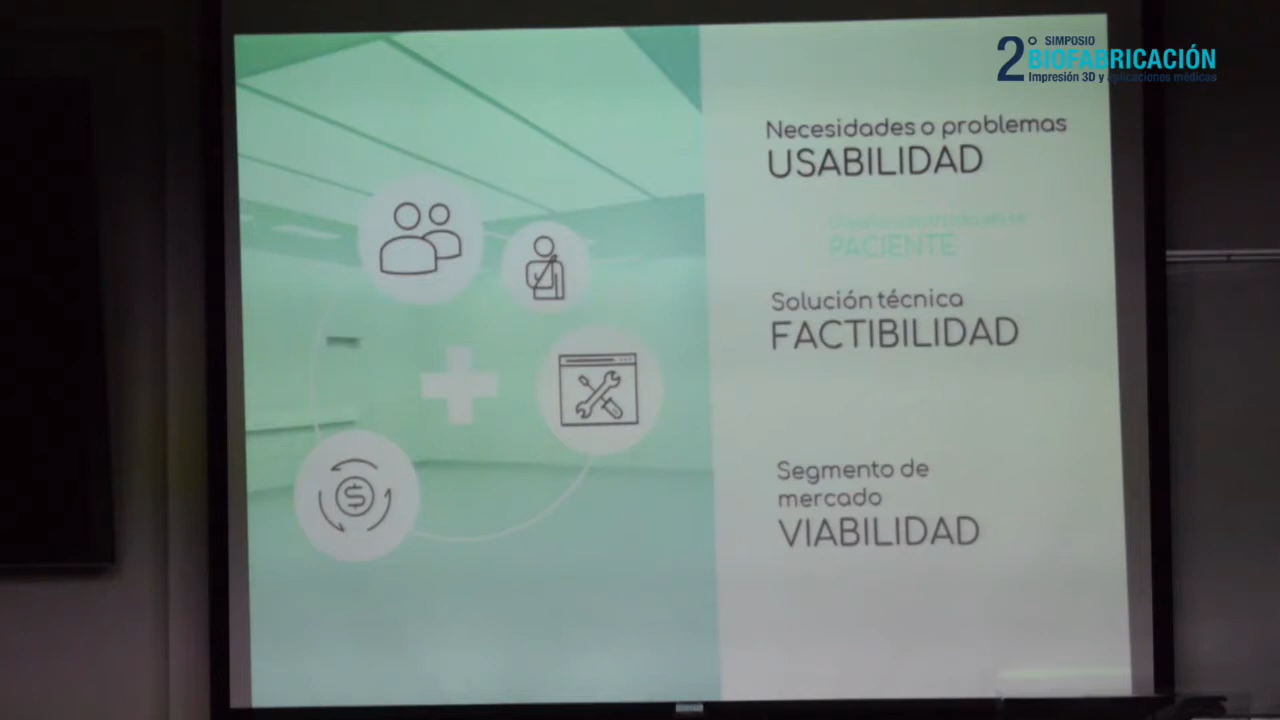 2° SIMPOSIO
BIOFABRICACIÓN
Impresión 3D y aplicaciones médicas
Necesidades o problemas
USABILIDAD
PACIENTE
Solución técnica
FACTIBILIDAD
Segmento de
mercado
VIABILIDAD